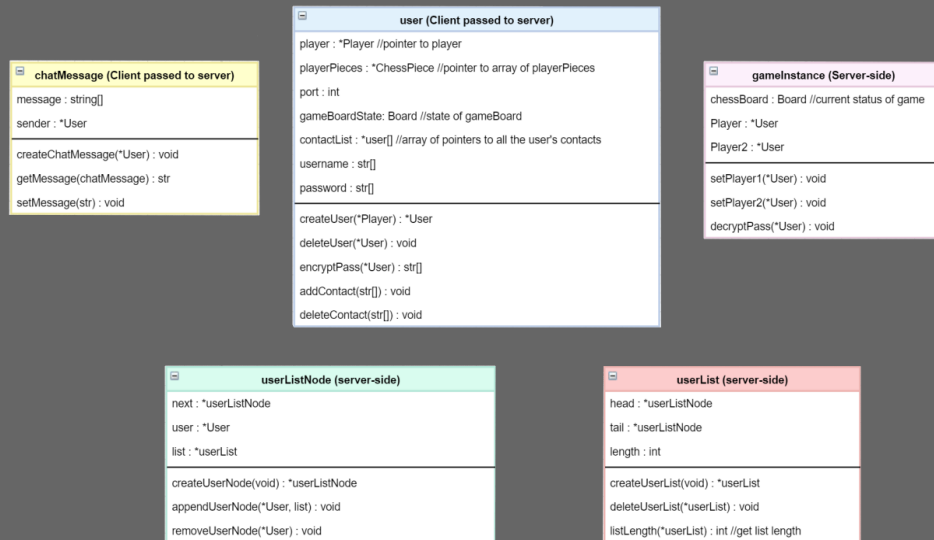 user (Client passed to server)
player : *Player //pointer to player
playerPieces : *ChessPiece //pointer to array of playerPieces
port : int
gameBoardState: Board //state of gameBoard
contactList : *user[] //array of pointers to all the user's contacts
username : str[]
password : str[]
createUser(*Player) : *User
deleteUser(*User) : void
encryptPass(*User) : str[]
addContact(str[]) : void
deleteContact(str[]) : void
chatMessage (Client passed to server)
message : string[]
sender : *User
createChatMessage(*User) : void
getMessage(chatMessage) : str
setMessage(str) : void
gameInstance (Server-side)
chessBoard : Board //current status of game
Player : *User
Player2 : *User
setPlayer1(*User) : void
setPlayer2(*User) : void
decryptPass(*User) : void
userListNode (server-side)
next : *userListNode
user : *User
list : *userList
createUserNode(void) : *userListNode
appendUserNode(*User, list) : void
removeUserNode(*User) : void
userList (server-side)
head : *userListNode
tail : *userListNode
length : int
createUserList(void) : *userList
deleteUserList(*userList) : void
listLength(*userList) : int //get list length